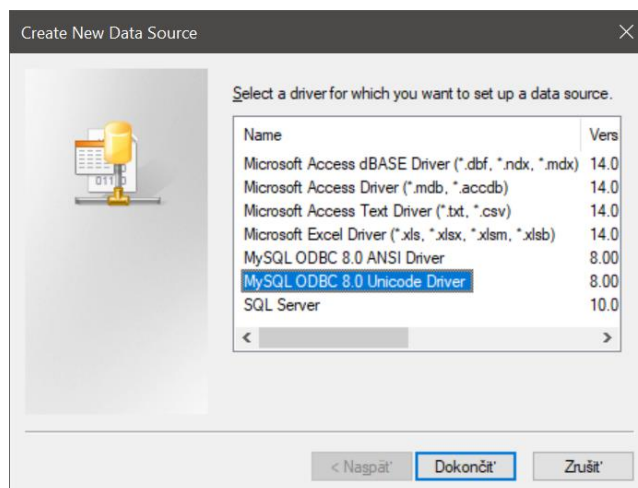 Create New Data Source
Select a driver for which you want to set up a data source.
Name Vers
Microsoft Access dBASE Driver (*.dbf, *.ndx, *.mdx) 14.0
Microsoft Access Driver (*.mdb, *.accdb) 14.0
Microsoft Access Text Driver (*.txt, *.csv) 14.0
Microsoft Excel Driver (*.xls, *.xlsx, *.xlsm, *.xlsb) 14.0
MySQL ODBC 8.0 ANSI Driver 8.00
MySQL ODBC 8.0 Unicode Driver 8.00
SQL Server 10.0
< Naspäť Dokončiť Zrušiť